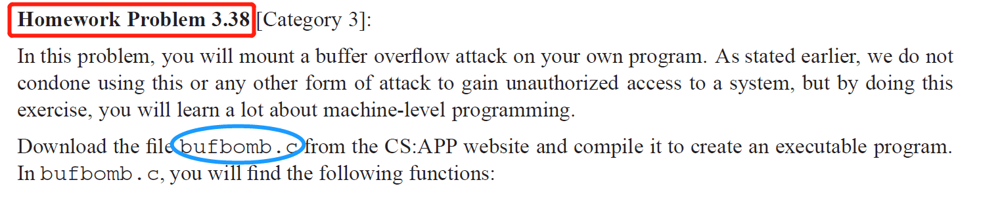 Homework Problem 3.38 [Category 3]:
In this problem, you will mount a buffer overflow attack on your own program. As stated earlier, we do not
condone using this or any other form of attack to gain unauthorized access to a system, but by doing this
exercise, you will learn a lot about machine-level programming.
Download the file bufbomb.c from the CS:APP website and compile it to create an executable program.
In bufbomb.c, you will find the following functions: